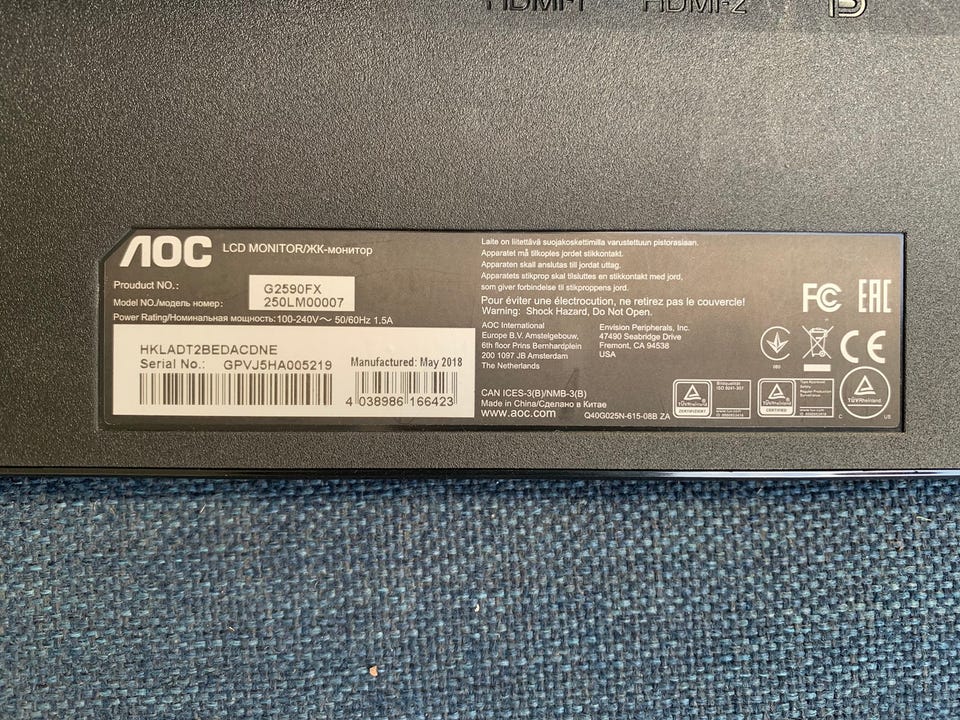 HDMI-1 HDMI-2
AOC LCD MONITOR/ЖК-монитор
Product NO.: G2590FX
Model NO./модель номер: 250LM00007
Power Rating/Номинальная мощность:100-240V～ 50/60Hz 1.5A
HKLADT2BEDACDNE
Serial No.: GPVJ5HA005219
Manufactured: May 2018
4 038986 166423
Laite on liitettävä suojakoskettimilla varustettuun pistorasiaan.
Apparatet må tilkoples jordet stikkontakt.
Apparaten skall anslutas till jordat uttag.
Apparatets stikprop skal tilsluttes en stikkontakt med jord,
som giver forbindelse til stikproppens jord.
Pour éviter une électrocution, ne retirez pas le couvercle!
Warning: Shock Hazard, Do Not Open.
AOC International
Europe B.V. Amstelgebouw,
6th floor Prins Bernhardplein
200 1097 JB Amsterdam
The Netherlands
Envision Peripherals, Inc.
47490 Seabridge Drive
Fremont, CA 94538
USA
CAN ICES-3(B)/NMB-3(B)
Made in China/Сделано в Китае
www.aoc.com
Q40G025N-615-08B ZA
FC EAC
CE
TÜVRheinland
ZERTIFIZIERT
TÜVRheinland
CERTIFIED
TÜVRheinland
C US